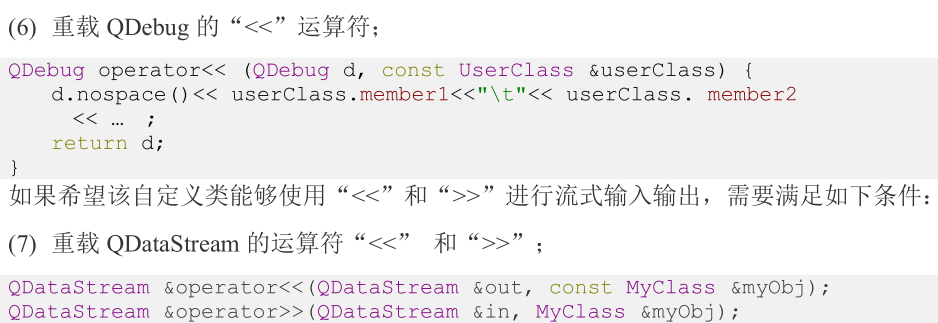 (6) 重载 QDebug 的“<<”运算符；
QDebug operator<< (QDebug d, const UserClass &userClass) {
d.nospace()<< userClass.member1<<"\t"<< userClass. member2
<< … ;
return d;
}
如果希望该自定义类能够使用“<<”和“>>”进行流式输入输出，需要满足如下条件：
(7) 重载 QDataStream 的运算符“<<” 和“>>”；
QDataStream &operator<<(QDataStream &out, const MyClass &myObj);
QDataStream &operator>>(QDataStream &in, MyClass &myObj);